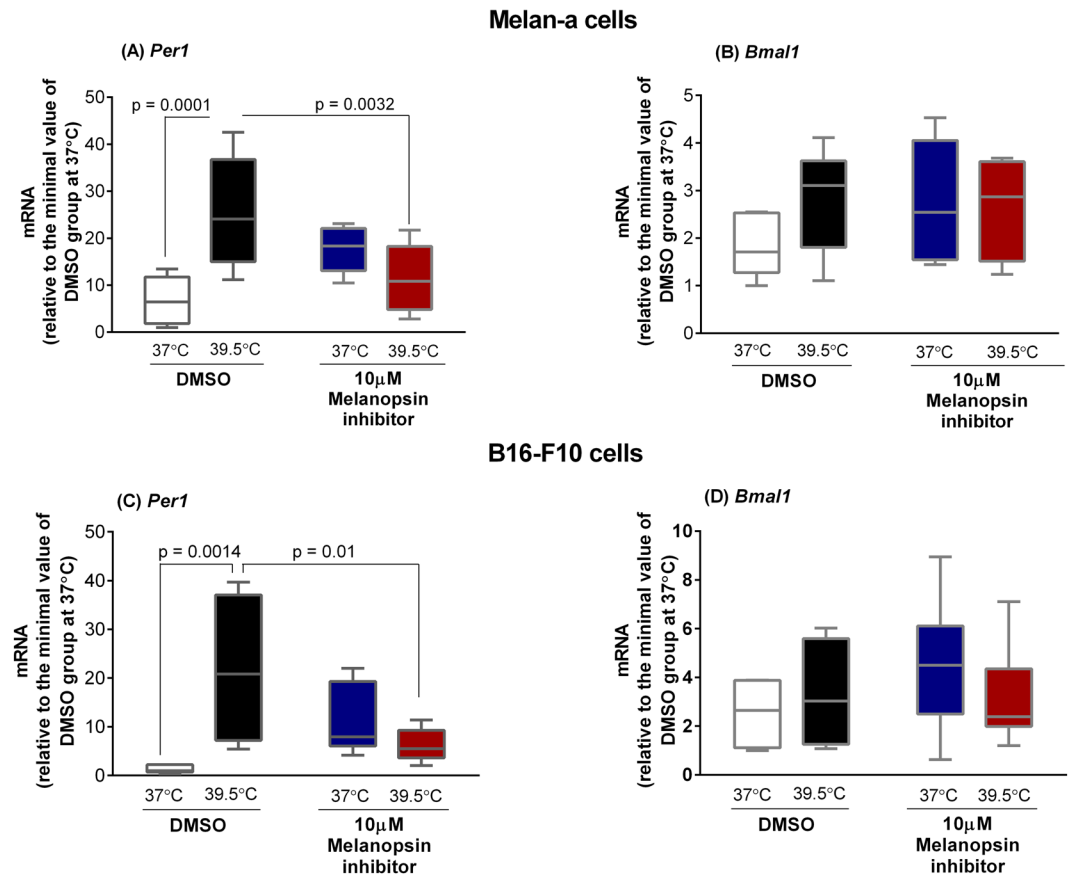 Melan-a cells
(A) Per1
mRNA
(relative to the minimal value of
DMSO group at 37°C)
50
40
30
20
10
0
p = 0.0001
p = 0.0032
37°C 39.5°C 37°C 39.5°C
DMSO
10μM
Melanopsin
inhibitor
(B) Bmal1
mRNA
(relative to the minimal value of
DMSO group at 37°C)
5
4
3
2
1
0
37°C 39.5°C 37°C 39.5°C
DMSO
10μM
Melanopsin
inhibitor
B16-F10 cells
(C) Per1
mRNA
(relative to the minimal value of
DMSO group at 37°C)
50
40
30
20
10
0
p = 0.0014
p = 0.01
37°C 39.5°C 37°C 39.5°C
DMSO
10μM
Melanopsin
inhibitor
(D) Bmal1
mRNA
(relative to the minimal value of
DMSO group at 37°C)
10
8
6
4
2
0
37°C 39.5°C 37°C 39.5°C
DMSO
10μM
Melanopsin
inhibitor